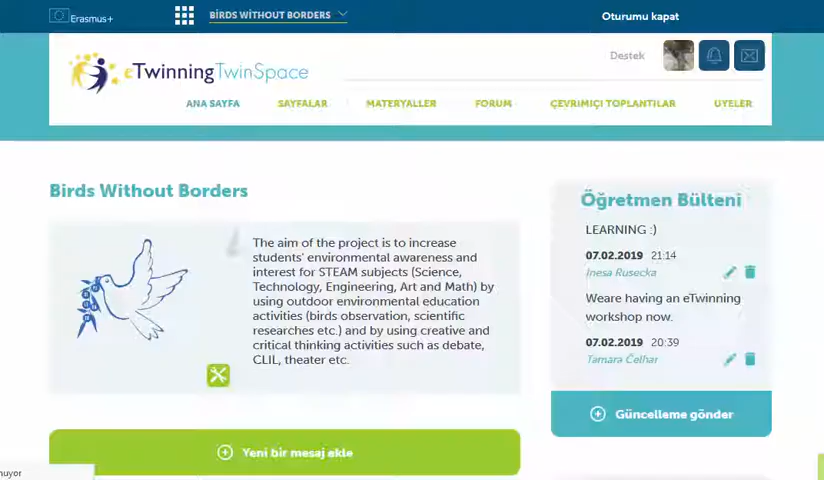 Erasmus+
BİRDS WİTHOUT BORDERS
Oturumu kapat
eTwinningTwinSpace
Destek
ANA SAYFA
SAYFALAR
MATERYALLER
FORUM
ÇEVRİMİÇİ TOPLANTILAR
ÜYELER
Birds Without Borders
The aim of the project is to increase
students' environmental awareness and
interest for STEAM subjects (Science,
Technology, Engineering, Art and Math) by
using outdoor environmental education
activities (birds observation, scientific
researches etc.) and by using creative and
critical thinking activities such as debate,
CLIL, theater etc.
Yeni bir mesaj ekle
Öğretmen Bülteni
LEARNING :)
07.02.2019 21:14
Inesa Rusecka
Weare having an eTwinning
workshop now.
07.02.2019 20:39
Tamara Čelhar
Güncelleme gönder